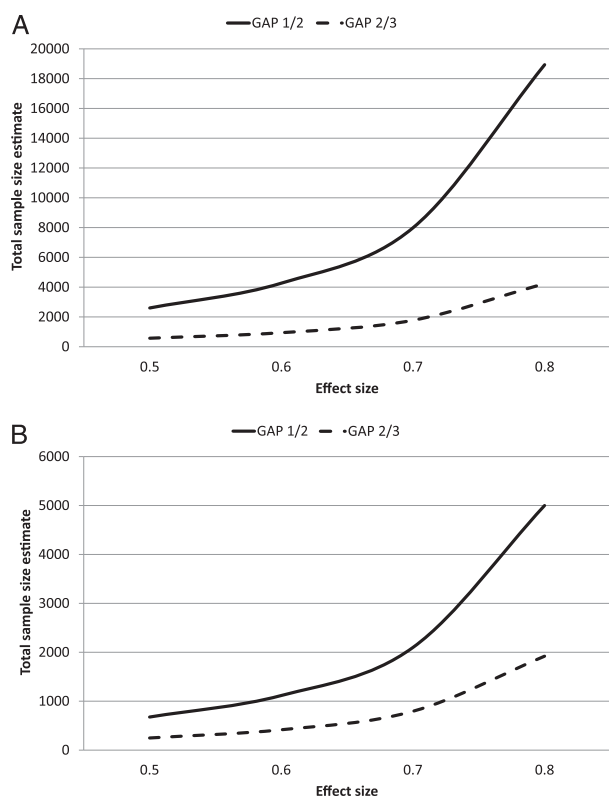 A
GAP 1/2 GAP 2/3
20000
18000
16000
14000
12000
10000
8000
6000
4000
2000
0
Total sample size estimate
0.5 0.6 0.7 0.8
Effect size
B
GAP 1/2 GAP 2/3
6000
5000
4000
3000
2000
1000
0
Total sample size estimate
0.5 0.6 0.7 0.8
Effect size